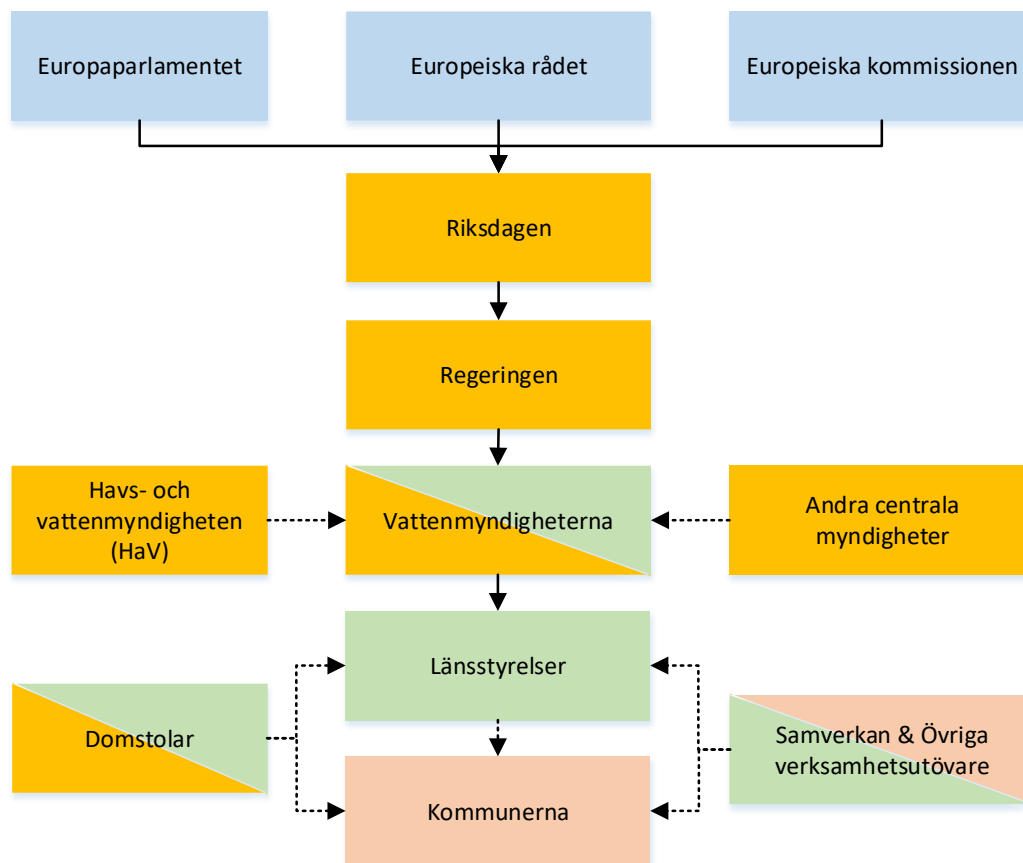 Europaparlamentet
Europeiska rådet
Europeiska kommissionen
Riksdagen
Regeringen
Havs- och
vattenmyndigheten
(HaV)
Vattenmyndigheterna
Andra centrala
myndigheter
Länsstyrelser
Domstolar
Samverkan & Övriga
verksamhetsutövare
Kommunerna